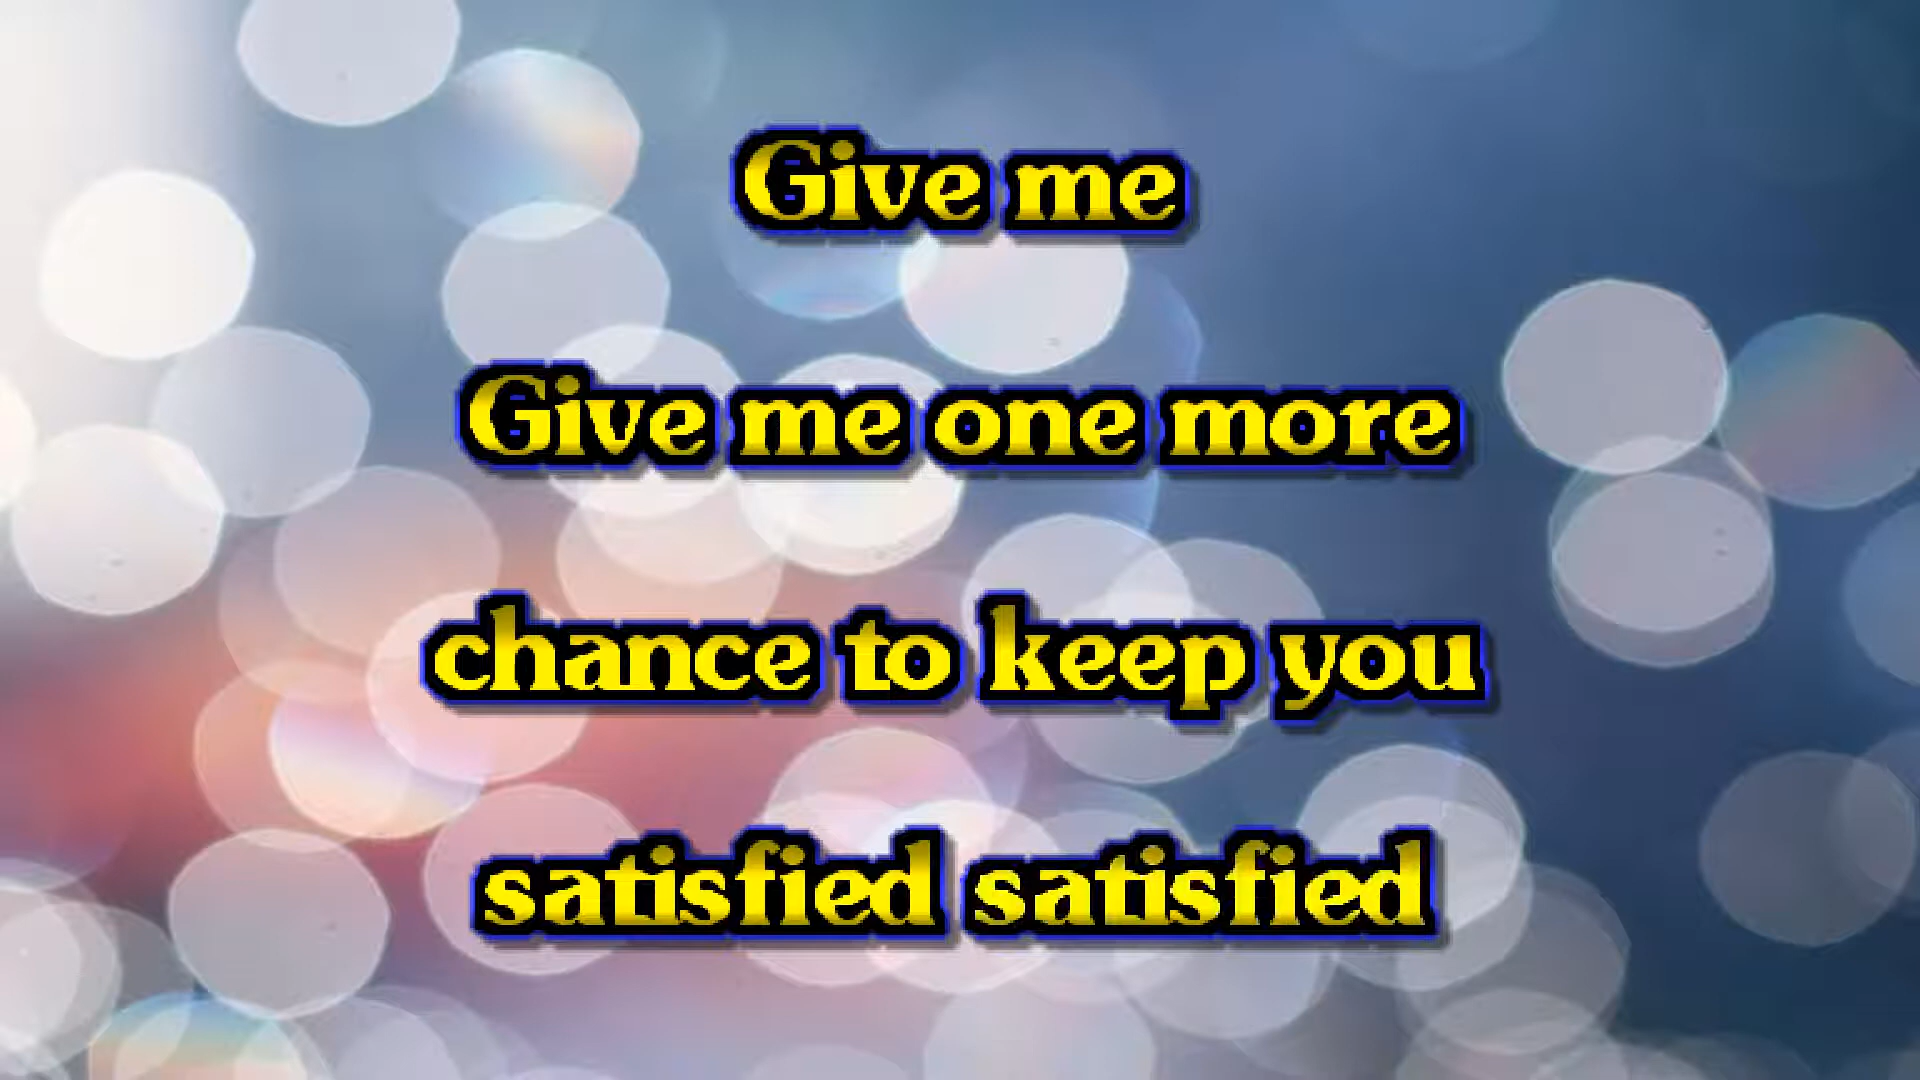 Give me
Give me one more
chance to keep you
satisfied satisfied